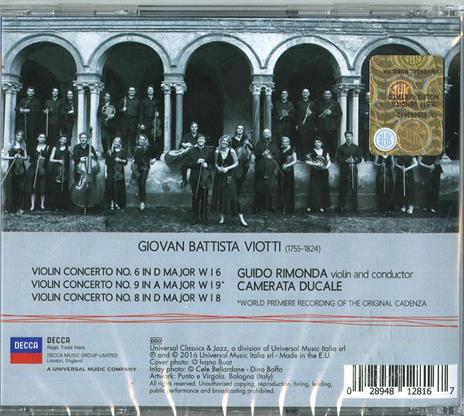 GIOVAN BATTISTA VIOTTI (1755-1824)
VIOLIN CONCERTO NO. 6 IN D MAJOR W I 6
VIOLIN CONCERTO NO. 9 IN A MAJOR W I 9*
VIOLIN CONCERTO NO. 8 IN D MAJOR W I 8
GUIDO RIMONDA violin and conductor
CAMERATA DUCALE
*WORLD PREMIERE RECORDING OF THE ORIGINAL CADENZA
DECCA
DECCA
Regd. Trade Mark
DECCA MUSIC GROUP LIMITED
London, England
A UNIVERSAL MUSIC COMPANY
DDD
Universal Classics & Jazz, a division of Universal Music Italia srl
℗ and © 2016 Universal Music Italia srl - Made in the E.U.
Cover photo: © Ivano Buat
Inlay photo: © Cele Bellardone - Dino Boffa
Artwork: Punto e Virgola, Bologna (Italy)
All rights reserved. Unauthorised copying, reproduction, hiring, lending,
public performance and broadcasting prohibited.
0 28948 12816 7